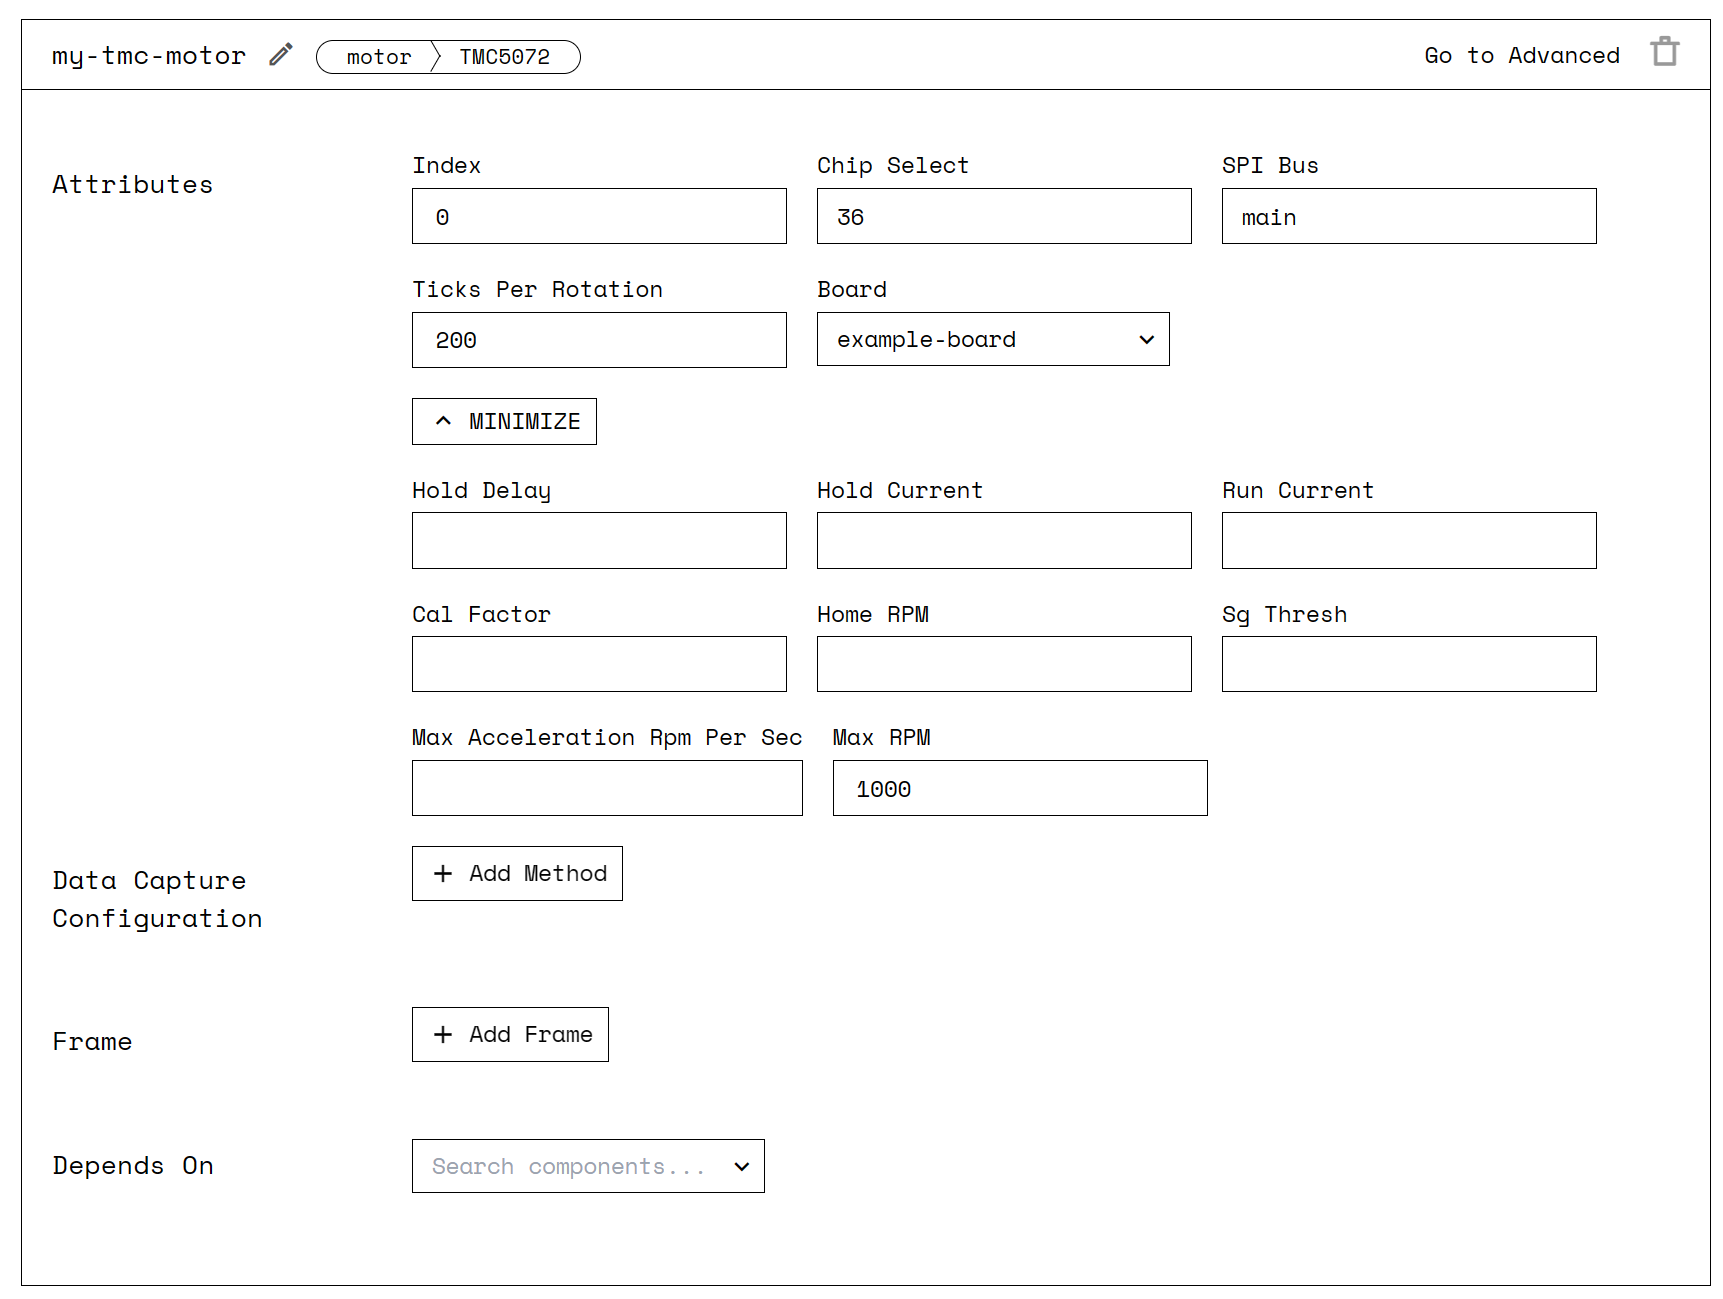 my-tmc-motor motor TMC5072 Go to Advanced
Attributes
Index Chip Select SPI Bus
0 36 main
Ticks Per Rotation Board
200 example-board
MINIMIZE
Hold Delay Hold Current Run Current
Cal Factor Home RPM Sg Thresh
Max Acceleration Rpm Per Sec Max RPM
1000
Data Capture
Configuration
Add Method
Frame
Add Frame
Depends On
Search components...